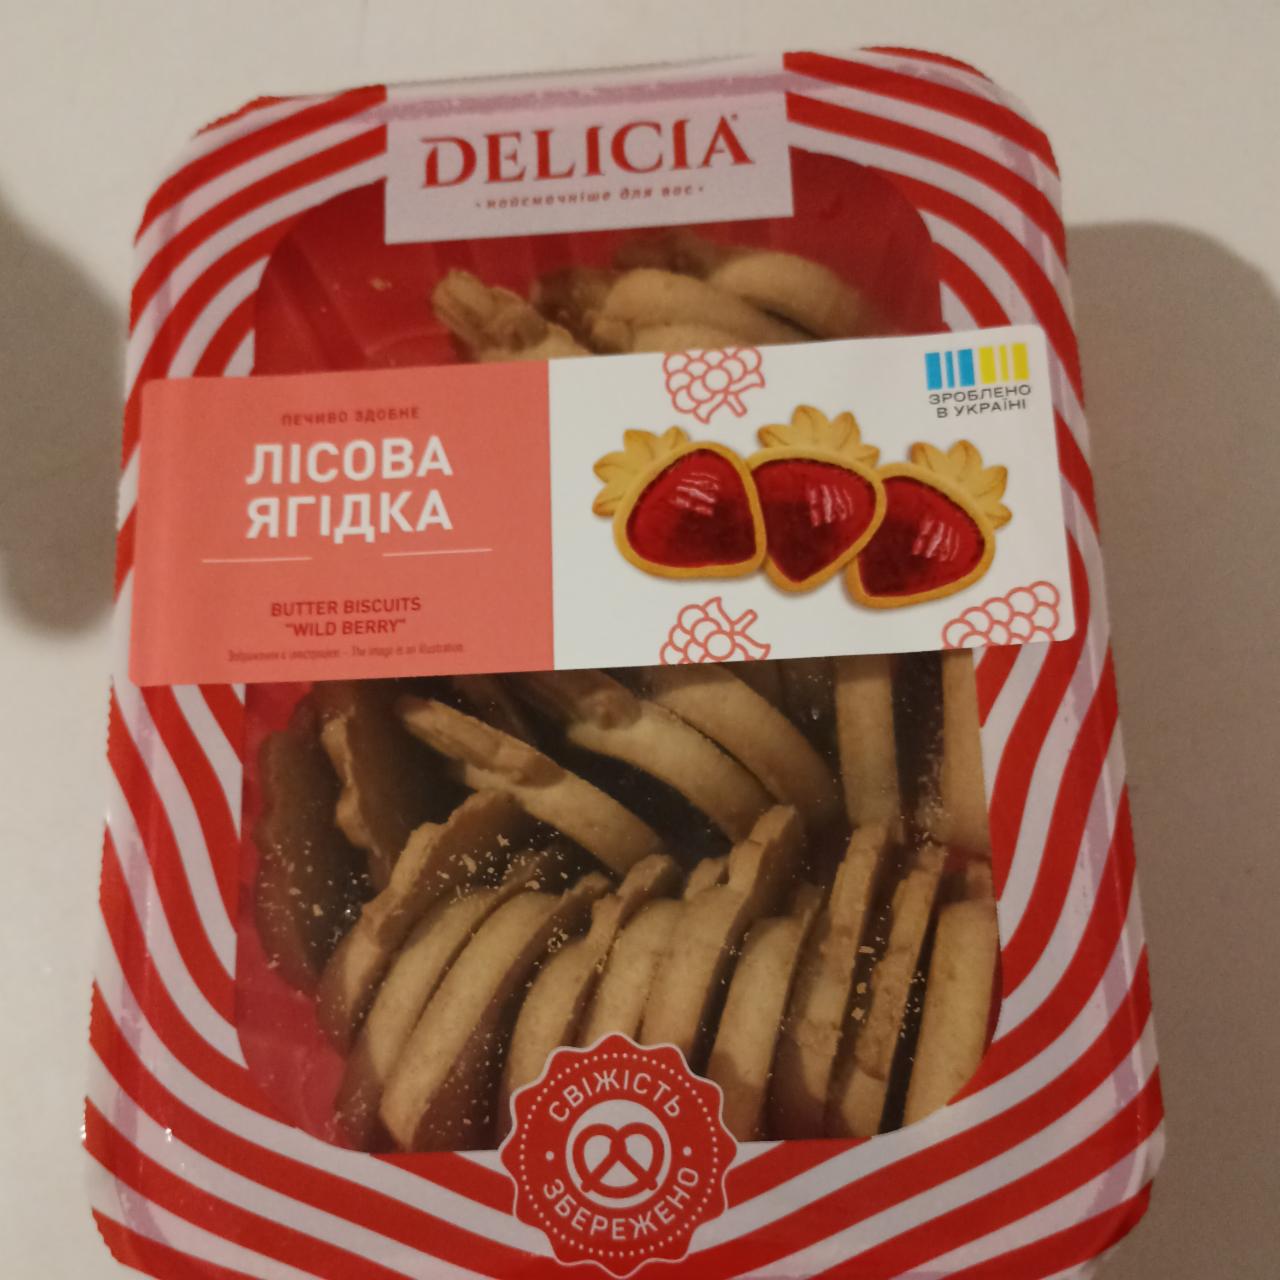 DELICIA
• найсмачніше для вас •
ЗРОБЛЕНО
В УКРАЇНІ
ПЕЧИВО ЗДОБНЕ
ЛІСОВА
ЯГІДКА
BUTTER BISCUITS
"WILD BERRY"
Зображення є ілюстрацією – The image is an illustration.
СВІЖІСТЬ
• ЗБЕРЕЖЕНО •